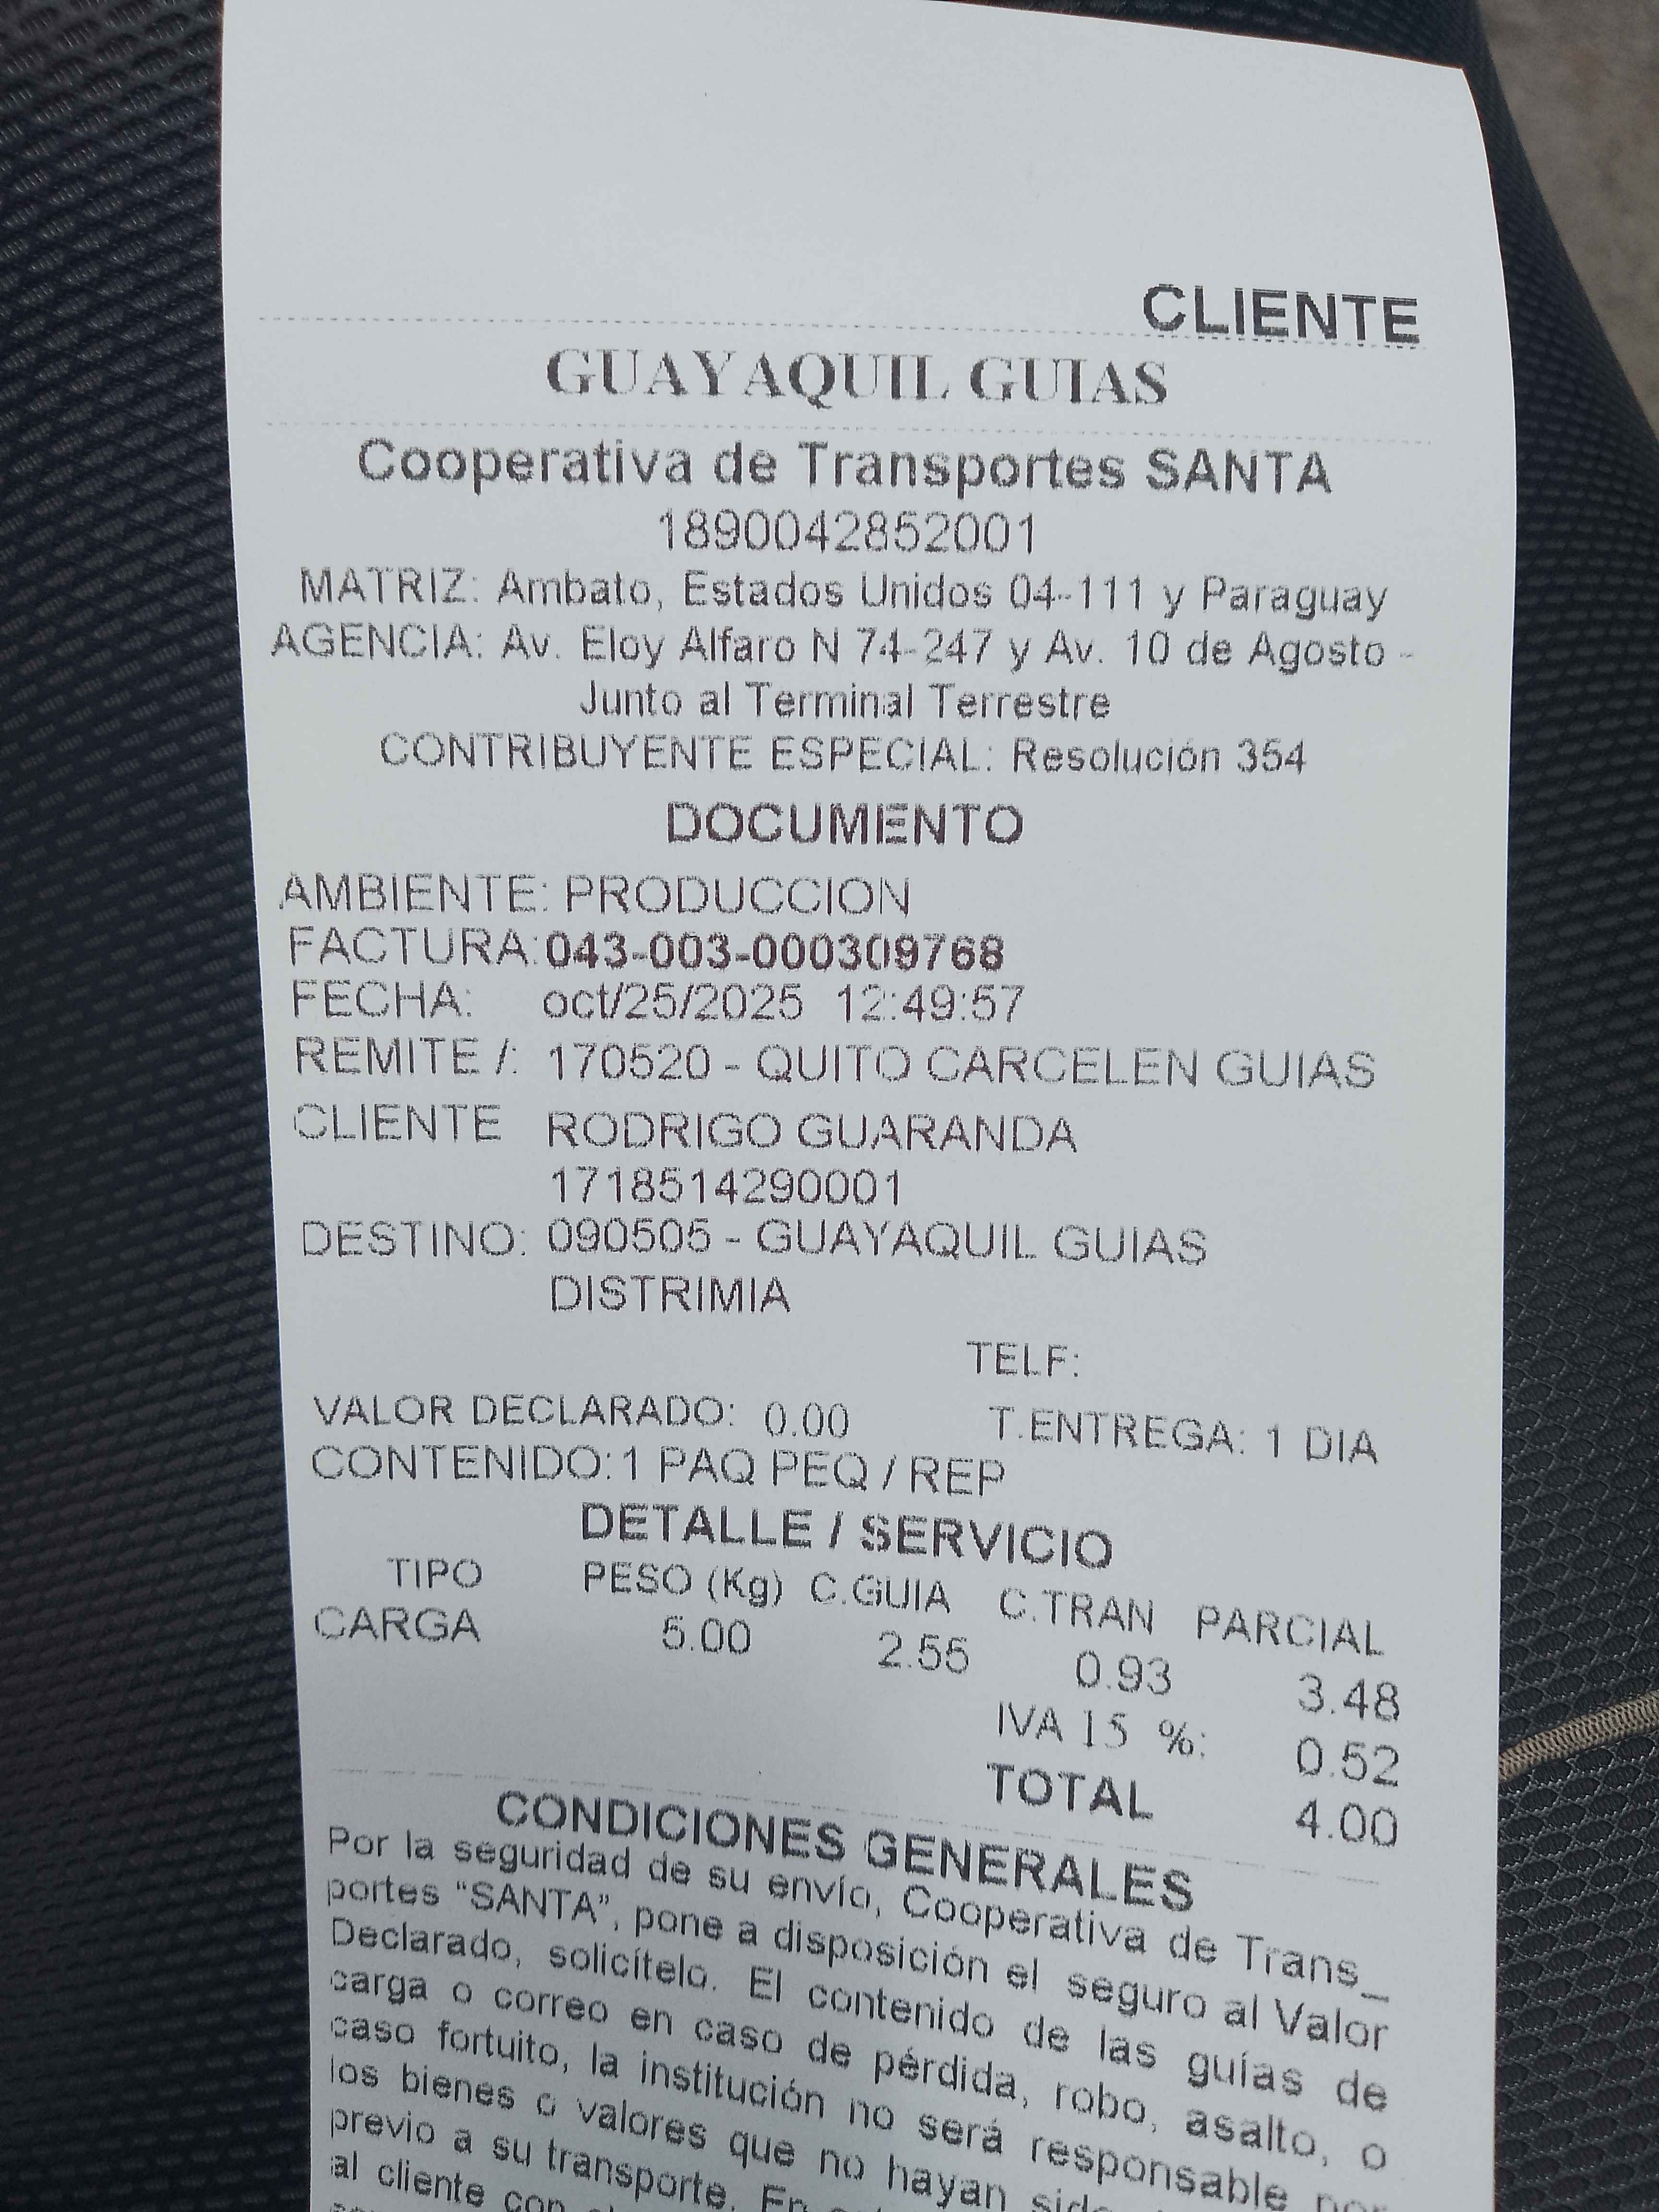 CLIENTE
GUAYAQUIL GUIAS
Cooperativa de Transportes SANTA
1890042852001
MATRIZ: Ambato, Estados Unidos 04-111 y Paraguay
AGENCIA: Av. Eloy Alfaro N 74-247 y Av. 10 de Agosto -
Junto al Terminal Terrestre
CONTRIBUYENTE ESPECIAL: Resolución 354
DOCUMENTO
AMBIENTE: PRODUCCION
FACTURA: 043-003-000309768
FECHA: oct/25/2025 12:49:57
REMITE /: 170520 - QUITO CARCELEN GUIAS
CLIENTE RODRIGO GUARANDA
1718514290001
DESTINO: 090505 - GUAYAQUIL GUIAS
DISTRIMIA
TELF:
VALOR DECLARADO: 0.00 T.ENTREGA: 1 DIA
CONTENIDO:1 PAQ PEQ / REP
DETALLE / SERVICIO
TIPO PESO (Kg) C.GUIA C.TRAN PARCIAL
CARGA 5.00 2.55 0.93 3.48
IVA 15 %: 0.52
TOTAL 4.00
CONDICIONES GENERALES
Por la seguridad de su envío, Cooperativa de Trans_
portes “SANTA”, pone a disposición el seguro al Valor
Declarado, solicítelo. El contenido de las guías de
carga o correo en caso de pérdida, robo, asalto, o
caso fortuito, la institución no será responsable por
los bienes o valores que no hayan
previo a su transporte. En
al cliente con